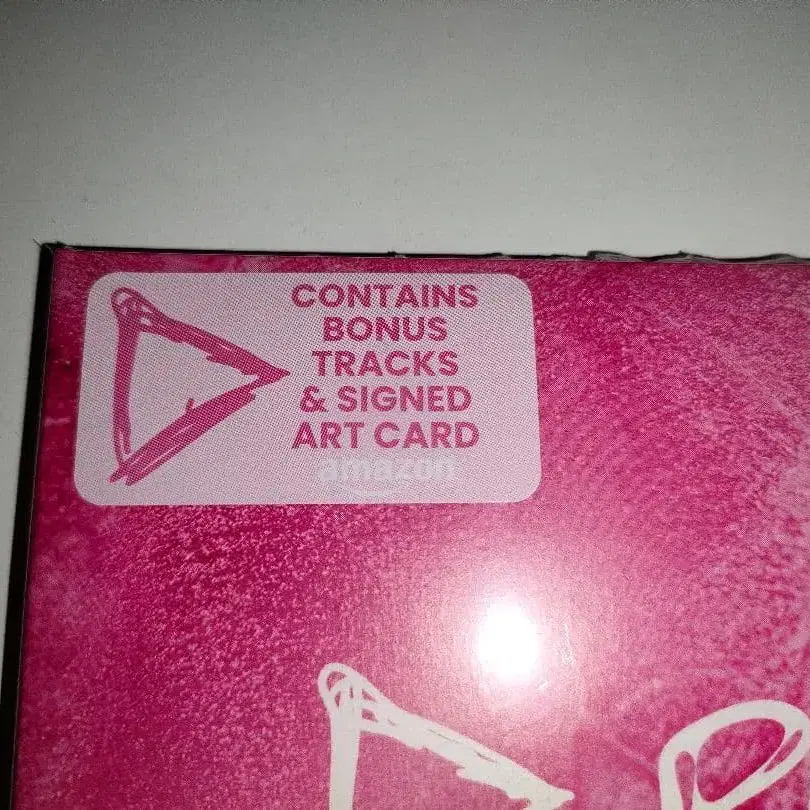 CONTAINS
BONUS
TRACKS
& SIGNED
ART CARD
amazon